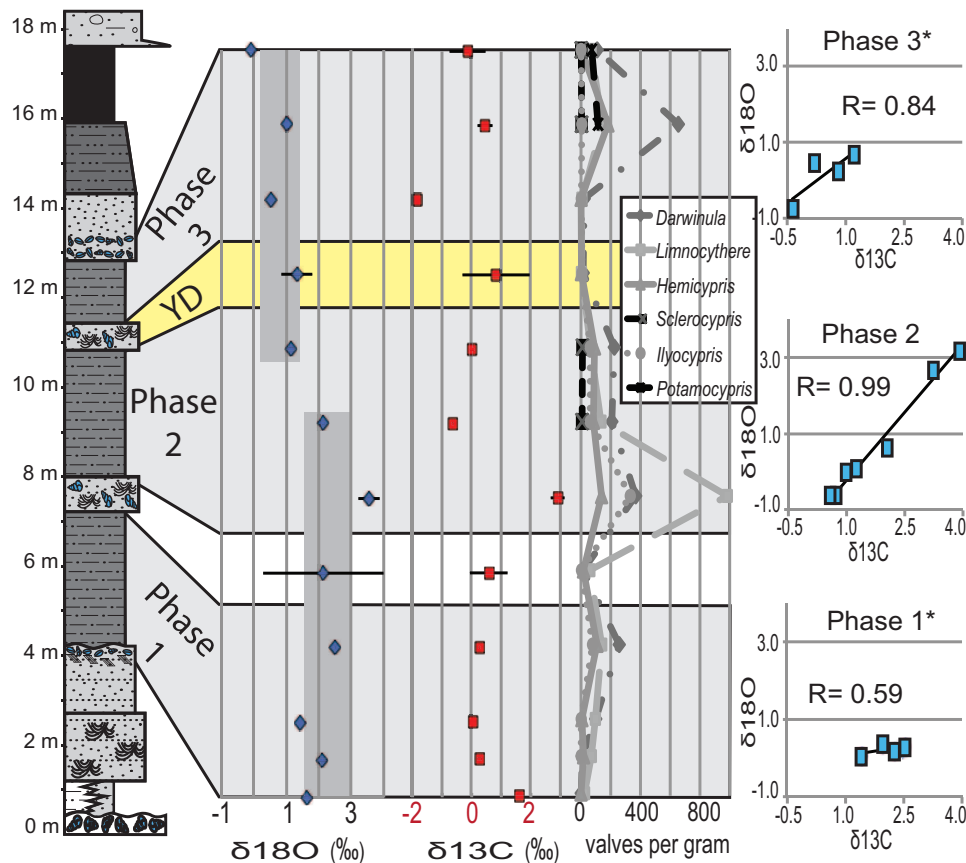 18 m
16 m
14 m
12 m
10 m
8 m
6 m
4 m
2 m
0 m
Phase
3
YD
Phase
2
Phase
1
-1 1 3
δ18O (‰)
-2 0 2
δ13C (‰)
0 400 800
valves per gram
Darwinula
Limnocythere
Hemicypris
Sclerocypris
Ilyocypris
Potamocypris
Phase 3*
3.0
R= 0.84
1.0
-1.0
δ18O
-0.5 1.0 2.5 4.0
δ13C
Phase 2
3.0
R= 0.99
1.0
-1.0
δ18O
-0.5 1.0 2.5 4.0
δ13C
Phase 1*
3.0
R= 0.59
1.0
-1.0
δ18O
-0.5 1.0 2.5 4.0
δ13C